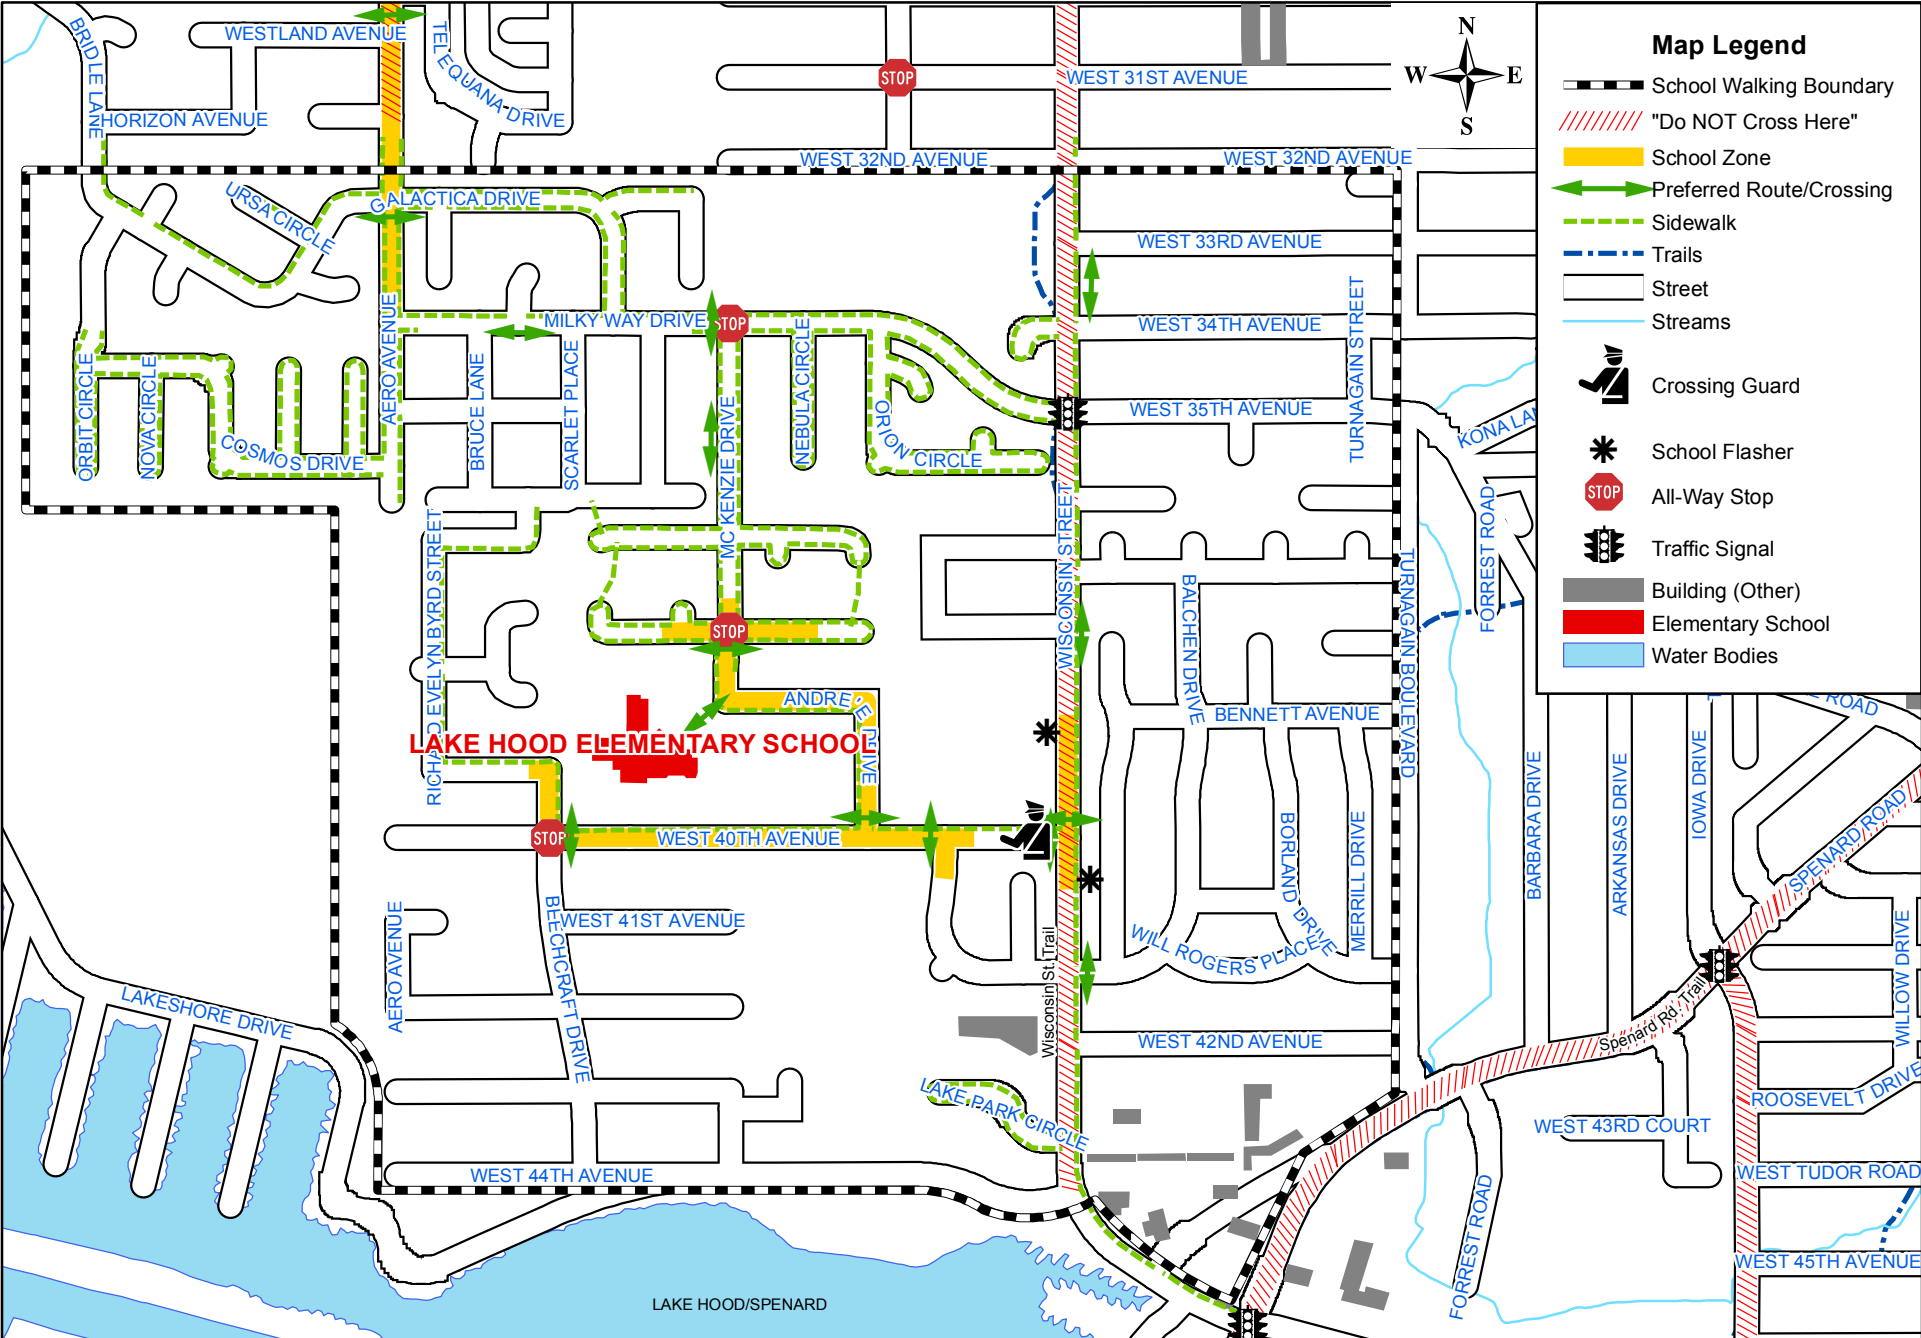 BRIDLE LANE
WESTLAND AVENUE
TELEQUANA DRIVE
HORIZON AVENUE
STOP
WEST 31ST AVENUE
WEST 32ND AVENUE
WEST 32ND AVENUE
N
W
E
S
Map Legend
School Walking Boundary
"Do NOT Cross Here"
School Zone
Preferred Route/Crossing
Sidewalk
Trails
Street
Streams
Crossing Guard
School Flasher
STOP
All-Way Stop
Traffic Signal
Building (Other)
Elementary School
Water Bodies
URSA CIRCLE
GALACTICA DRIVE
WEST 33RD AVENUE
AERO AVENUE
MILKY WAY DRIVE
STOP
WEST 34TH AVENUE
TURNAGAIN STREET
ORBIT CIRCLE
NOVA CIRCLE
COSMOS DRIVE
BRUCE LANE
SCARLET PLACE
MC KENZIE DRIVE
NEBULA CIRCLE
ORION CIRCLE
WEST 35TH AVENUE
KONA LAN
FORREST ROAD
RICHARD EVELYN BYRD STREET
WISCONSIN STREET
BALCHEN DRIVE
TURNAGAIN BOULEVARD
STOP
ANDRE'E DRIVE
BENNETT AVENUE
LAKE HOOD ELEMENTARY SCHOOL
ROAD
BARBARA DRIVE
ARKANSAS DRIVE
IOWA DRIVE
SPENARD ROAD
STOP
WEST 40TH AVENUE
BORLAND DRIVE
MERRILL DRIVE
AERO AVENUE
BEECHCRAFT DRIVE
WEST 41ST AVENUE
Wisconsin St. Trail
WILL ROGERS PLACE
WILLOW DRIVE
LAKESHORE DRIVE
WEST 42ND AVENUE
Spenard Rd. Trail
LAKE PARK CIRCLE
ROOSEVELT DRIVE
WEST 43RD COURT
WEST 44TH AVENUE
WEST TUDOR ROAD
FORREST ROAD
WEST 45TH AVENUE
LAKE HOOD/SPENARD